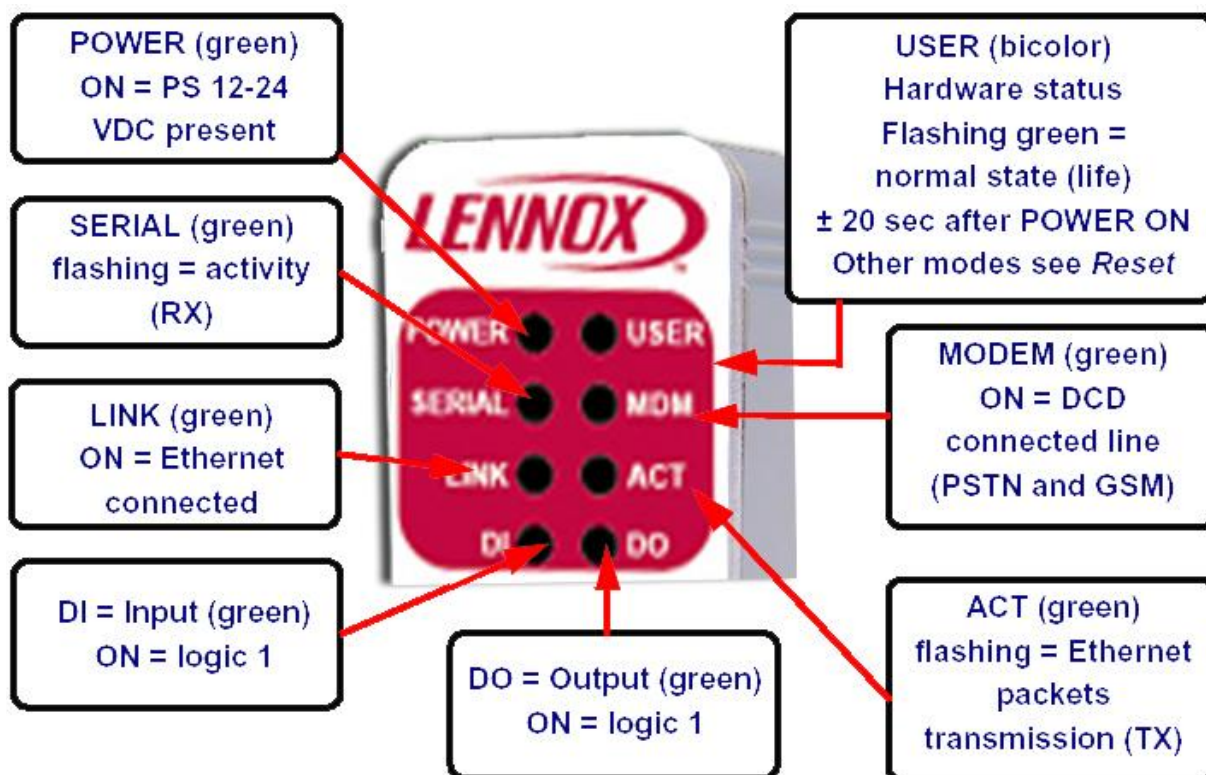 POWER (green)
ON = PS 12-24
VDC present
SERIAL (green)
flashing = activity
(RX)
LINK (green)
ON = Ethernet
connected
DI = Input (green)
ON = logic 1
LENNOX
TM
POWER
USER
SERIAL
MDM
LINK
ACT
DI
DO
DO = Output (green)
ON = logic 1
USER (bicolor)
Hardware status
Flashing green =
normal state (life)
± 20 sec after POWER ON
Other modes see Reset
MODEM (green)
ON = DCD
connected line
(PSTN and GSM)
ACT (green)
flashing = Ethernet
packets
transmission (TX)